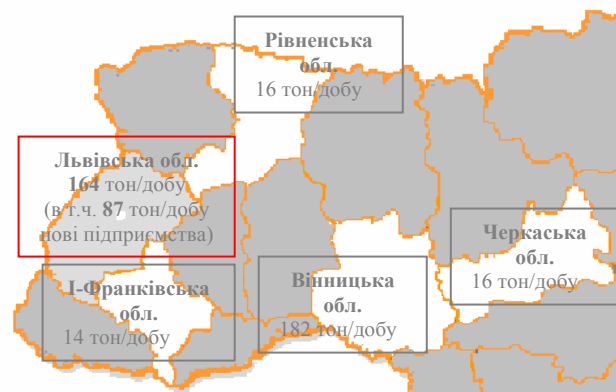 Рівненська
обл.
16 тон/добу
Львівська обл.
164 тон/добу
(в т.ч. 87 тон/добу
нові підприємства)
Черкаська
обл.
16 тон/добу
І-Франківська
обл.
14 тон/добу
Вінницька
обл.
182 тон/добу